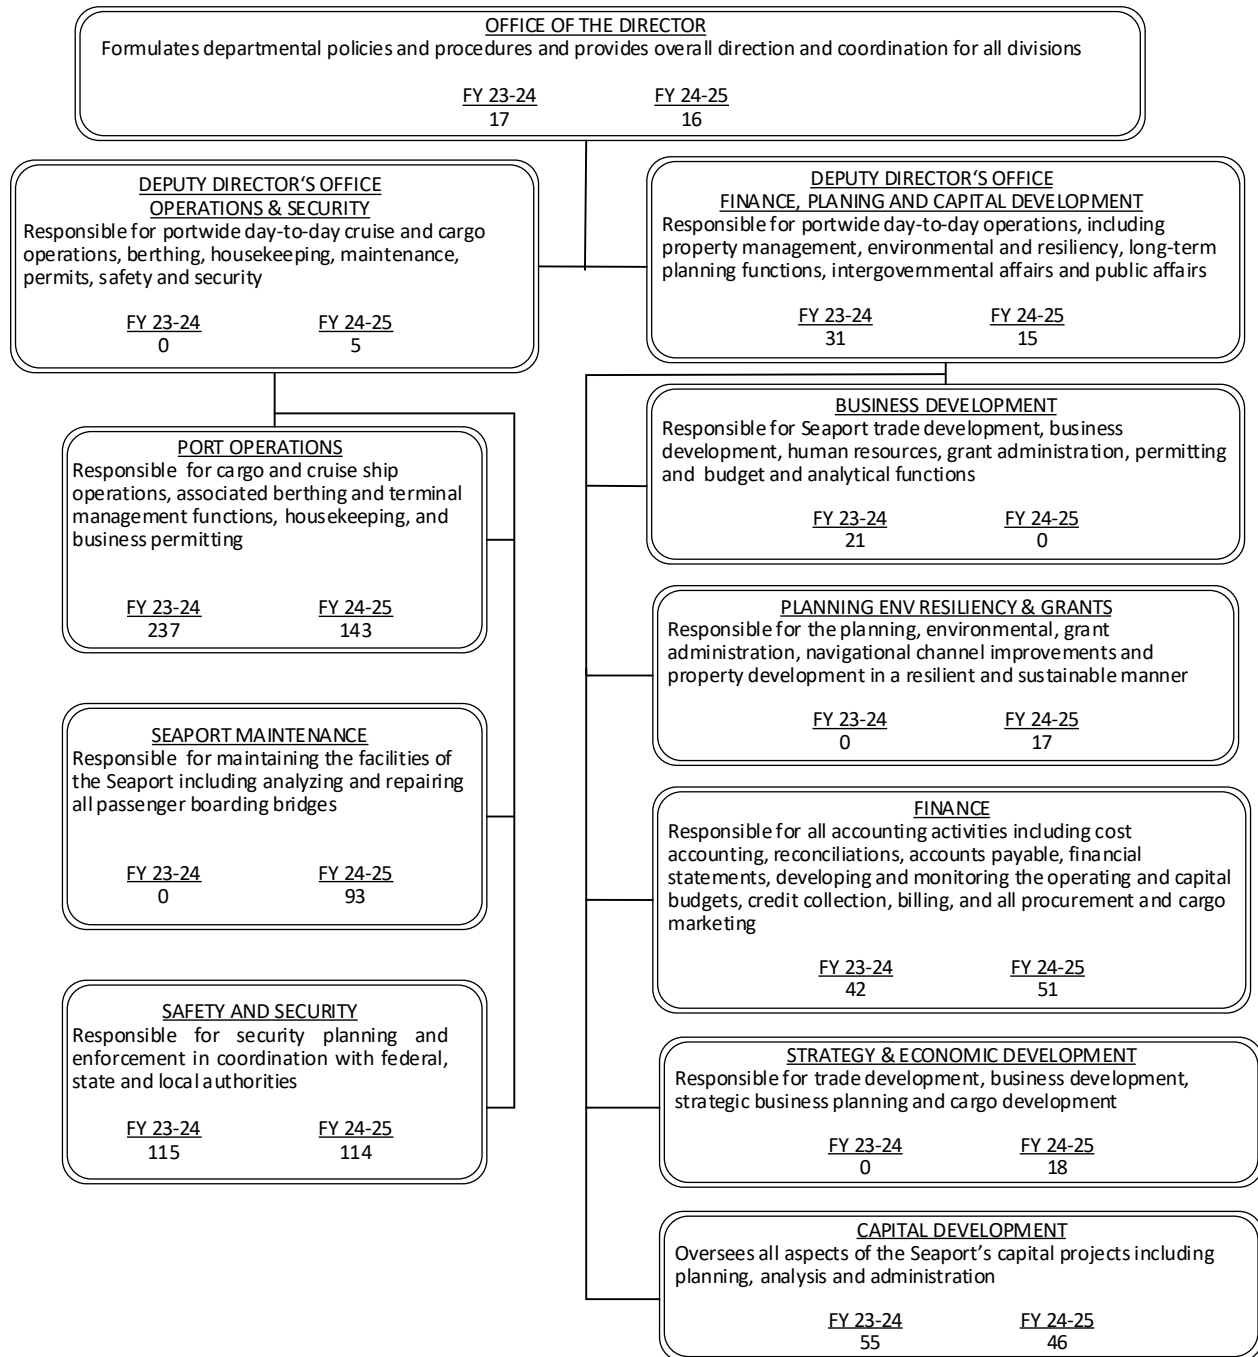 OFFICE OF THE DIRECTOR
Formulates departmental policies and procedures and provides overall direction and coordination for all divisions
FY 23-24 FY 24-25
17 16
DEPUTY DIRECTOR‘S OFFICE
OPERATIONS & SECURITY
Responsible for portwide day-to-day cruise and cargo
operations, berthing, housekeeping, maintenance,
permits, safety and security
FY 23-24 FY 24-25
0 5
DEPUTY DIRECTOR‘S OFFICE
FINANCE, PLANING AND CAPITAL DEVELOPMENT
Responsible for portwide day-to-day operations, including
property management, environmental and resiliency, long-term
planning functions, intergovernmental affairs and public affairs
FY 23-24 FY 24-25
31 15
PORT OPERATIONS
Responsible for cargo and cruise ship
operations, associated berthing and terminal
management functions, housekeeping, and
business permitting
FY 23-24 FY 24-25
237 143
SEAPORT MAINTENANCE
Responsible for maintaining the facilities of
the Seaport including analyzing and repairing
all passenger boarding bridges
FY 23-24 FY 24-25
0 93
SAFETY AND SECURITY
Responsible for security planning and
enforcement in coordination with federal,
state and local authorities
FY 23-24 FY 24-25
115 114
BUSINESS DEVELOPMENT
Responsible for Seaport trade development, business
development, human resources, grant administration, permitting
and budget and analytical functions
FY 23-24 FY 24-25
21 0
PLANNING ENV RESILIENCY & GRANTS
Responsible for the planning, environmental, grant
administration, navigational channel improvements and
property development in a resilient and sustainable manner
FY 23-24 FY 24-25
0 17
FINANCE
Responsible for all accounting activities including cost
accounting, reconciliations, accounts payable, financial
statements, developing and monitoring the operating and capital
budgets, credit collection, billing, and all procurement and cargo
marketing
FY 23-24 FY 24-25
42 51
STRATEGY & ECONOMIC DEVELOPMENT
Responsible for trade development, business development,
strategic business planning and cargo development
FY 23-24 FY 24-25
0 18
CAPITAL DEVELOPMENT
Oversees all aspects of the Seaport’s capital projects including
planning, analysis and administration
FY 23-24 FY 24-25
55 46